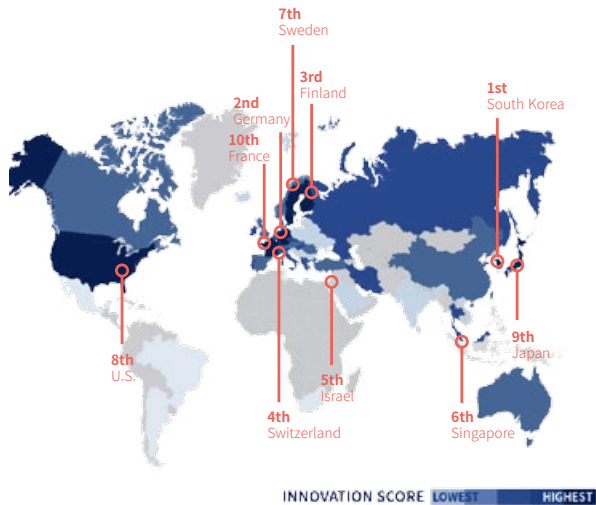 7th
Sweden
3rd
Finland
1st
South Korea
2nd
Germany
10th
France
8th
U.S.
5th
Israel
9th
Japan
4th
Switzerland
6th
Singapore
INNOVATION SCORE LOWEST HIGHEST